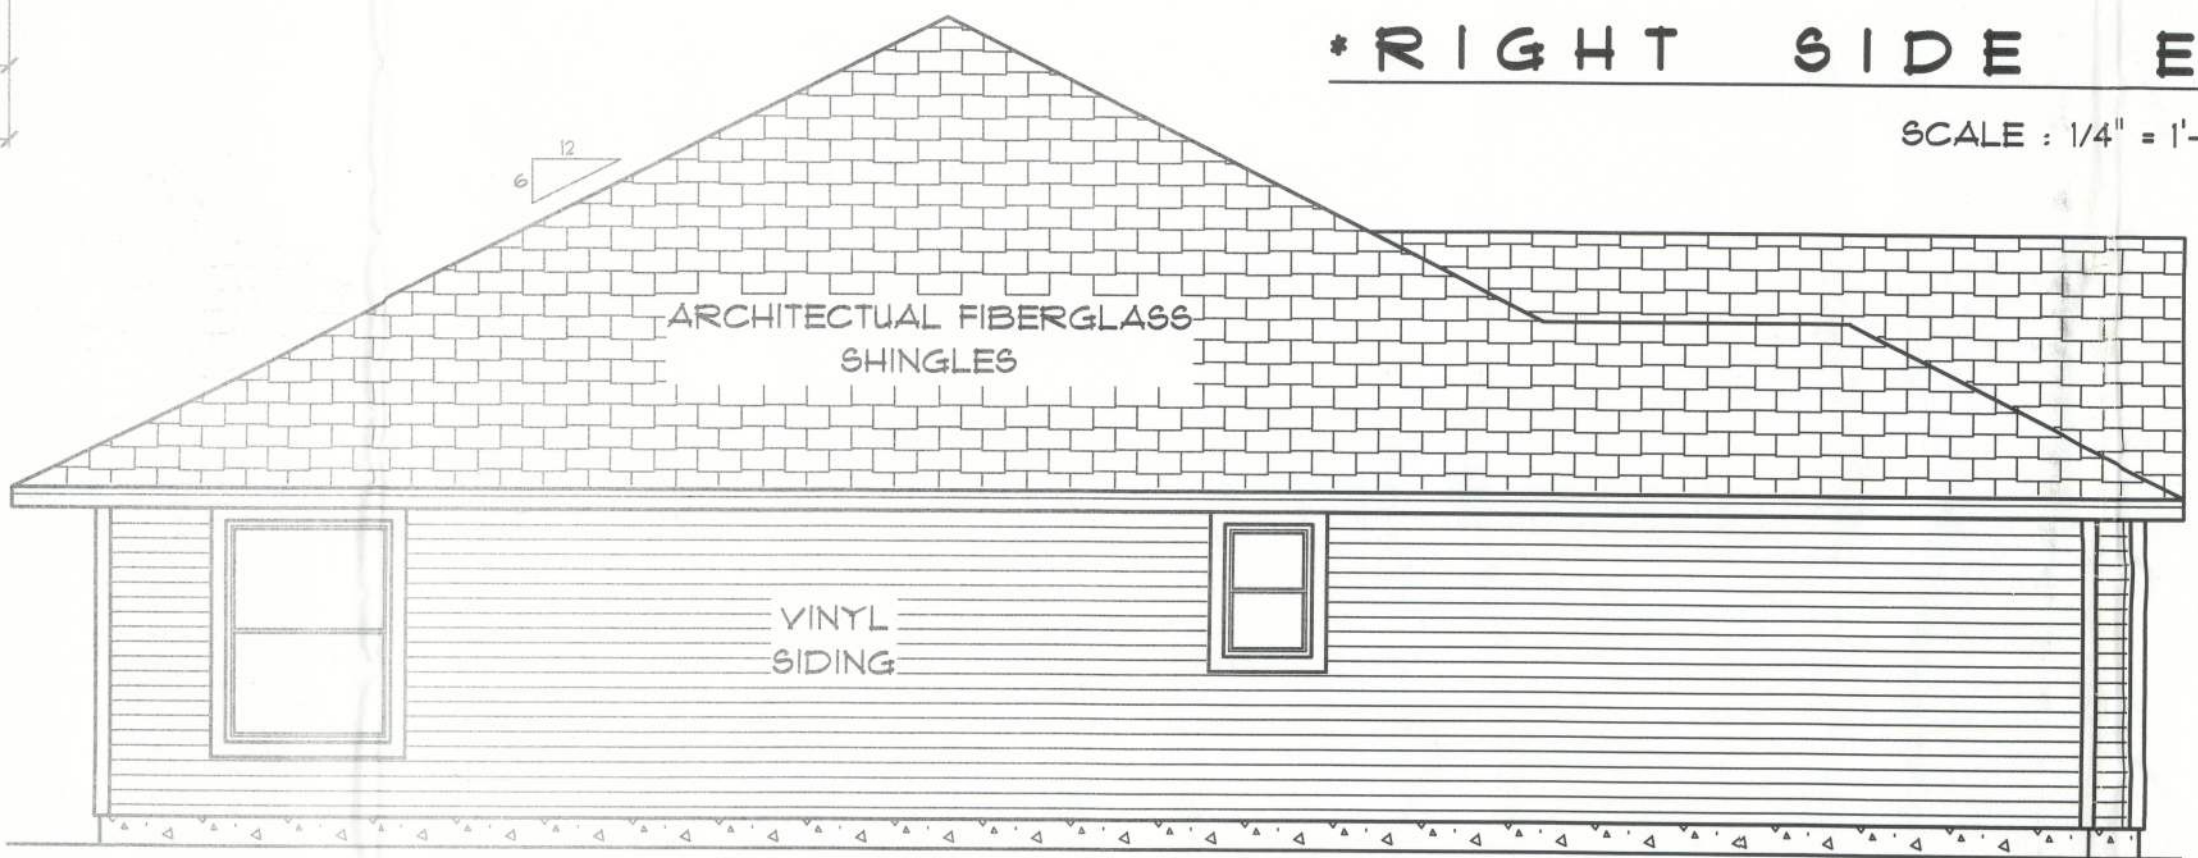 *RIGHT SIDE E
SCALE : 1/4" = 1'-
12
6
ARCHITECTUAL FIBERGLASS
SHINGLES
VINYL
SIDING